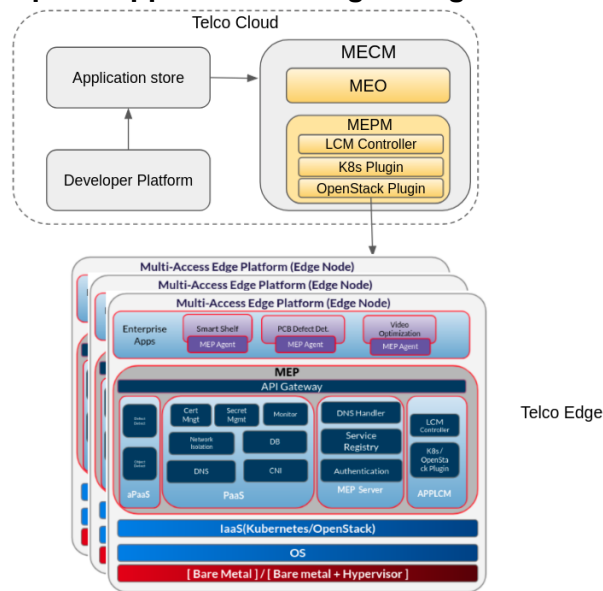 Telco Cloud
Application store
Developer Platform
MECM
MEO
MEPM
LCM Controller
K8s Plugin
OpenStack Plugin
Multi-Access Edge Platform (Edge Node)
Multi-Access Edge Platform (Edge Node)
Multi-Access Edge Platform (Edge Node)
Enterprise
Apps
Smart Shelf
MEP Agent
PCB Defect Det.
MEP Agent
Video
Optimization
MEP Agent
MEP
API Gateway
aPaaS
Cert
Mngt
Secret
Mgmt
Monitor
Network
Isolation
DB
DNS
CNI
PaaS
DNS Handler
Service
Registry
Authentication
MEP Server
LCM
Controller
K8s/
OpenSta
ck Plugin
APPLCM
IaaS(Kubernetes/OpenStack)
OS
[ Bare Metal ] / [ Bare metal + Hypervisor ]
Telco Edge